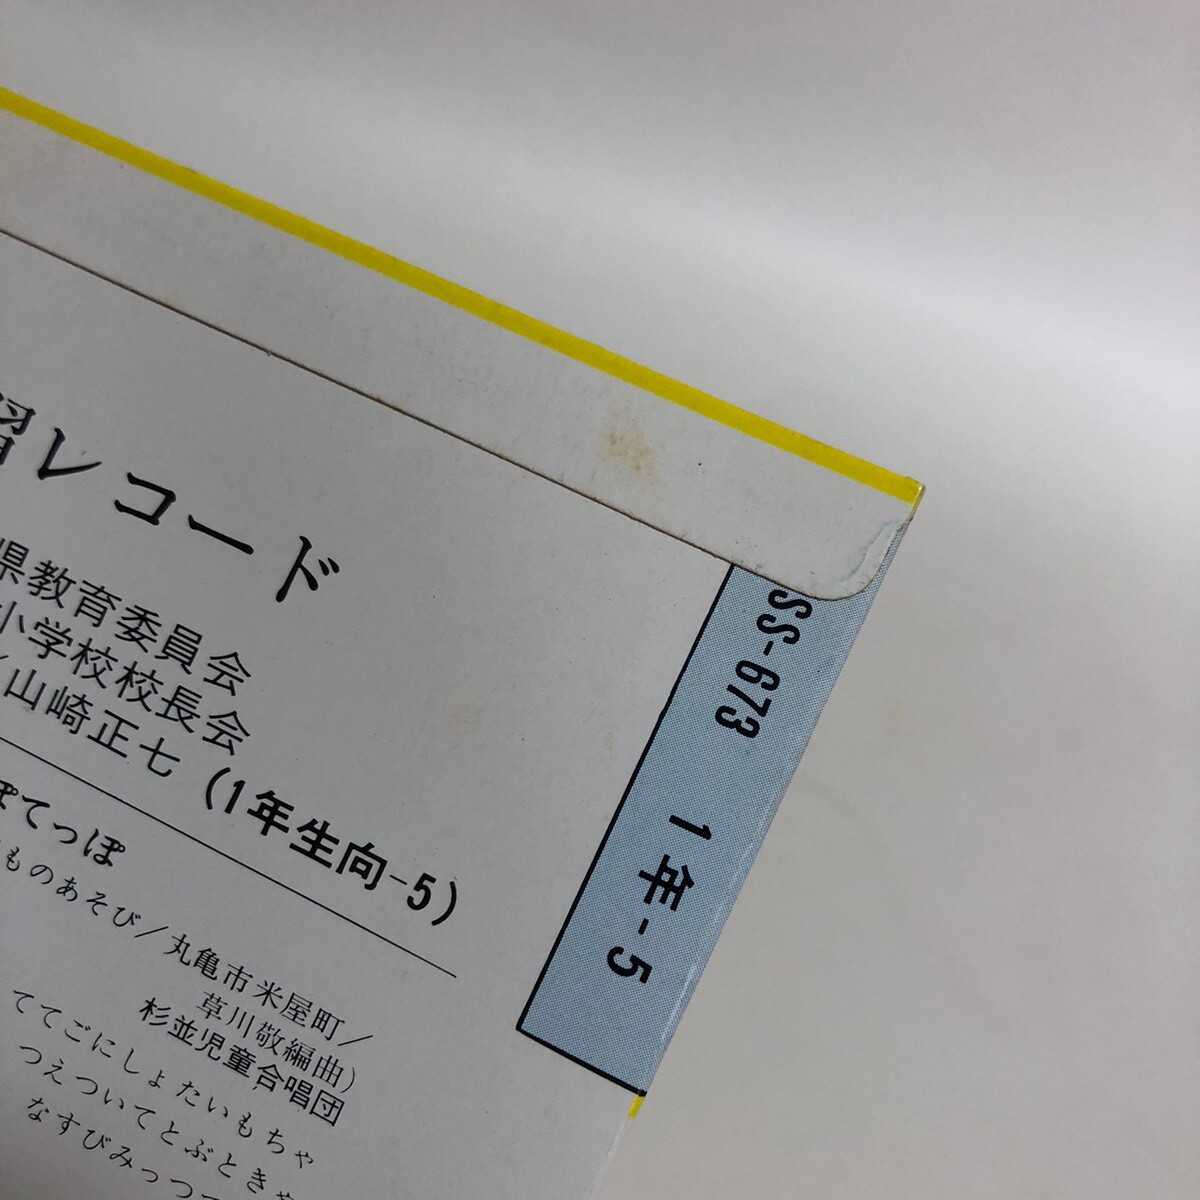 習レコード
県教育委員会
小学校校長会
山崎正七 (1年生向-5)
ぽてっぽ
ものあそび/丸亀市米屋町/
草川敬編曲)
杉並児童合唱団
ててごにしょたいもちゃ
つえついてとぶときゃ
なすびみっつ
SS-673 1年-5